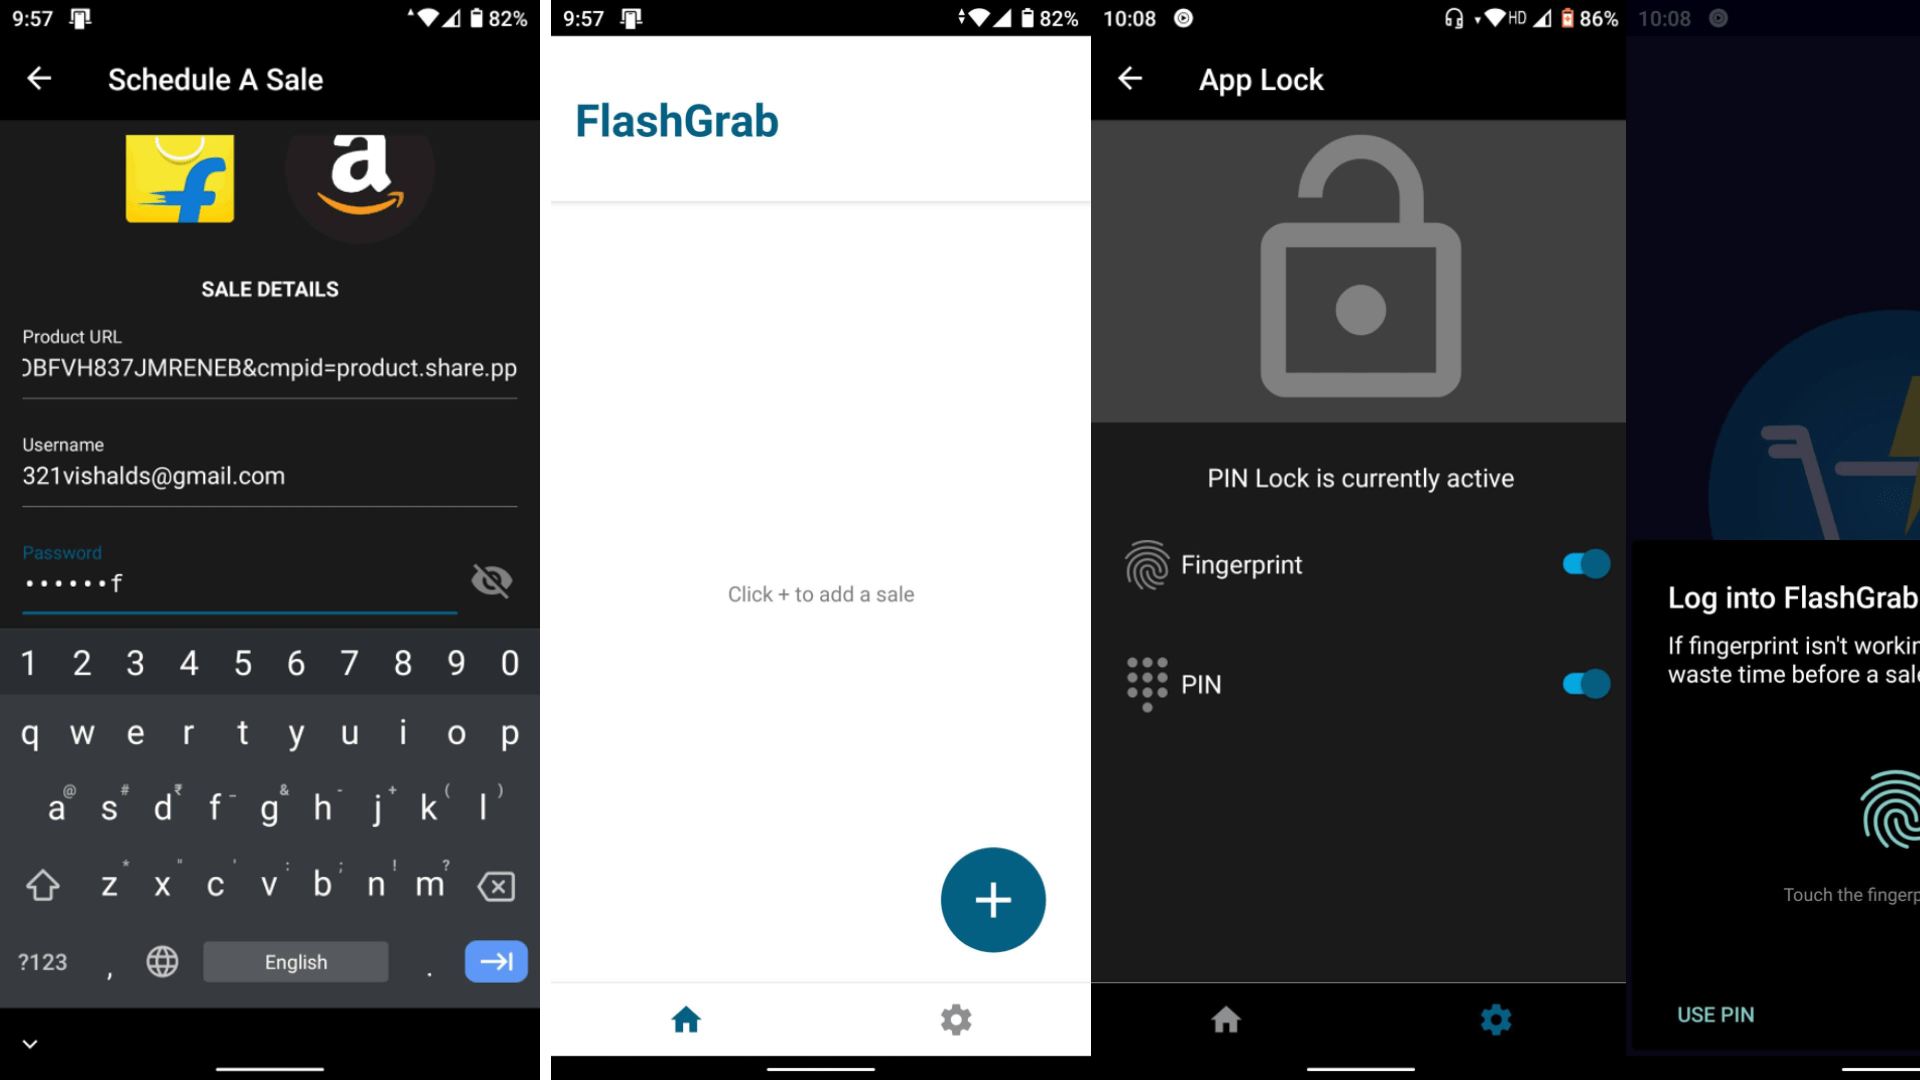 9:57
82%
Schedule A Sale
SALE DETAILS
Product URL
BFVH837JMRENEB&cmpid=product.share.pp
Username
321vishalds@gmail.com
Password
••••••f
1 2 3 4 5 6 7 8 9 0
q w e r t y u i o p
@ # ₹ _ & - + ( )
a s d f g h j k l
* " ' : ; ! ?
z x c v b n m
?123 , English .
9:57
82%
FlashGrab
Click + to add a sale
10:08
HD 86%
App Lock
PIN Lock is currently active
Fingerprint
PIN
10:08
Log into FlashGrab
If fingerprint isn't workin
waste time before a sale
Touch the fingerp
USE PIN